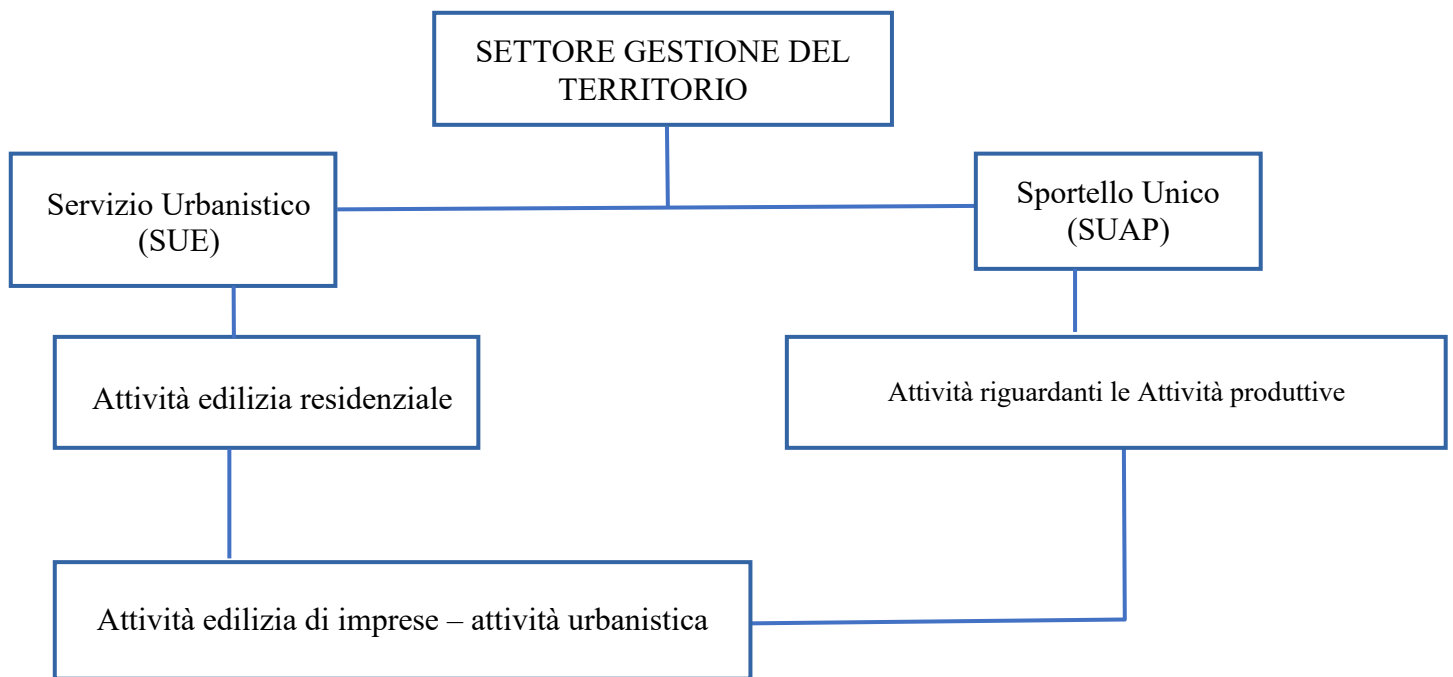 SETTORE GESTIONE DEL
TERRITORIO
Servizio Urbanistico
(SUE)
Sportello Unico
(SUAP)
Attività edilizia residenziale
Attività riguardanti le Attività produttive
Attività edilizia di imprese – attività urbanistica